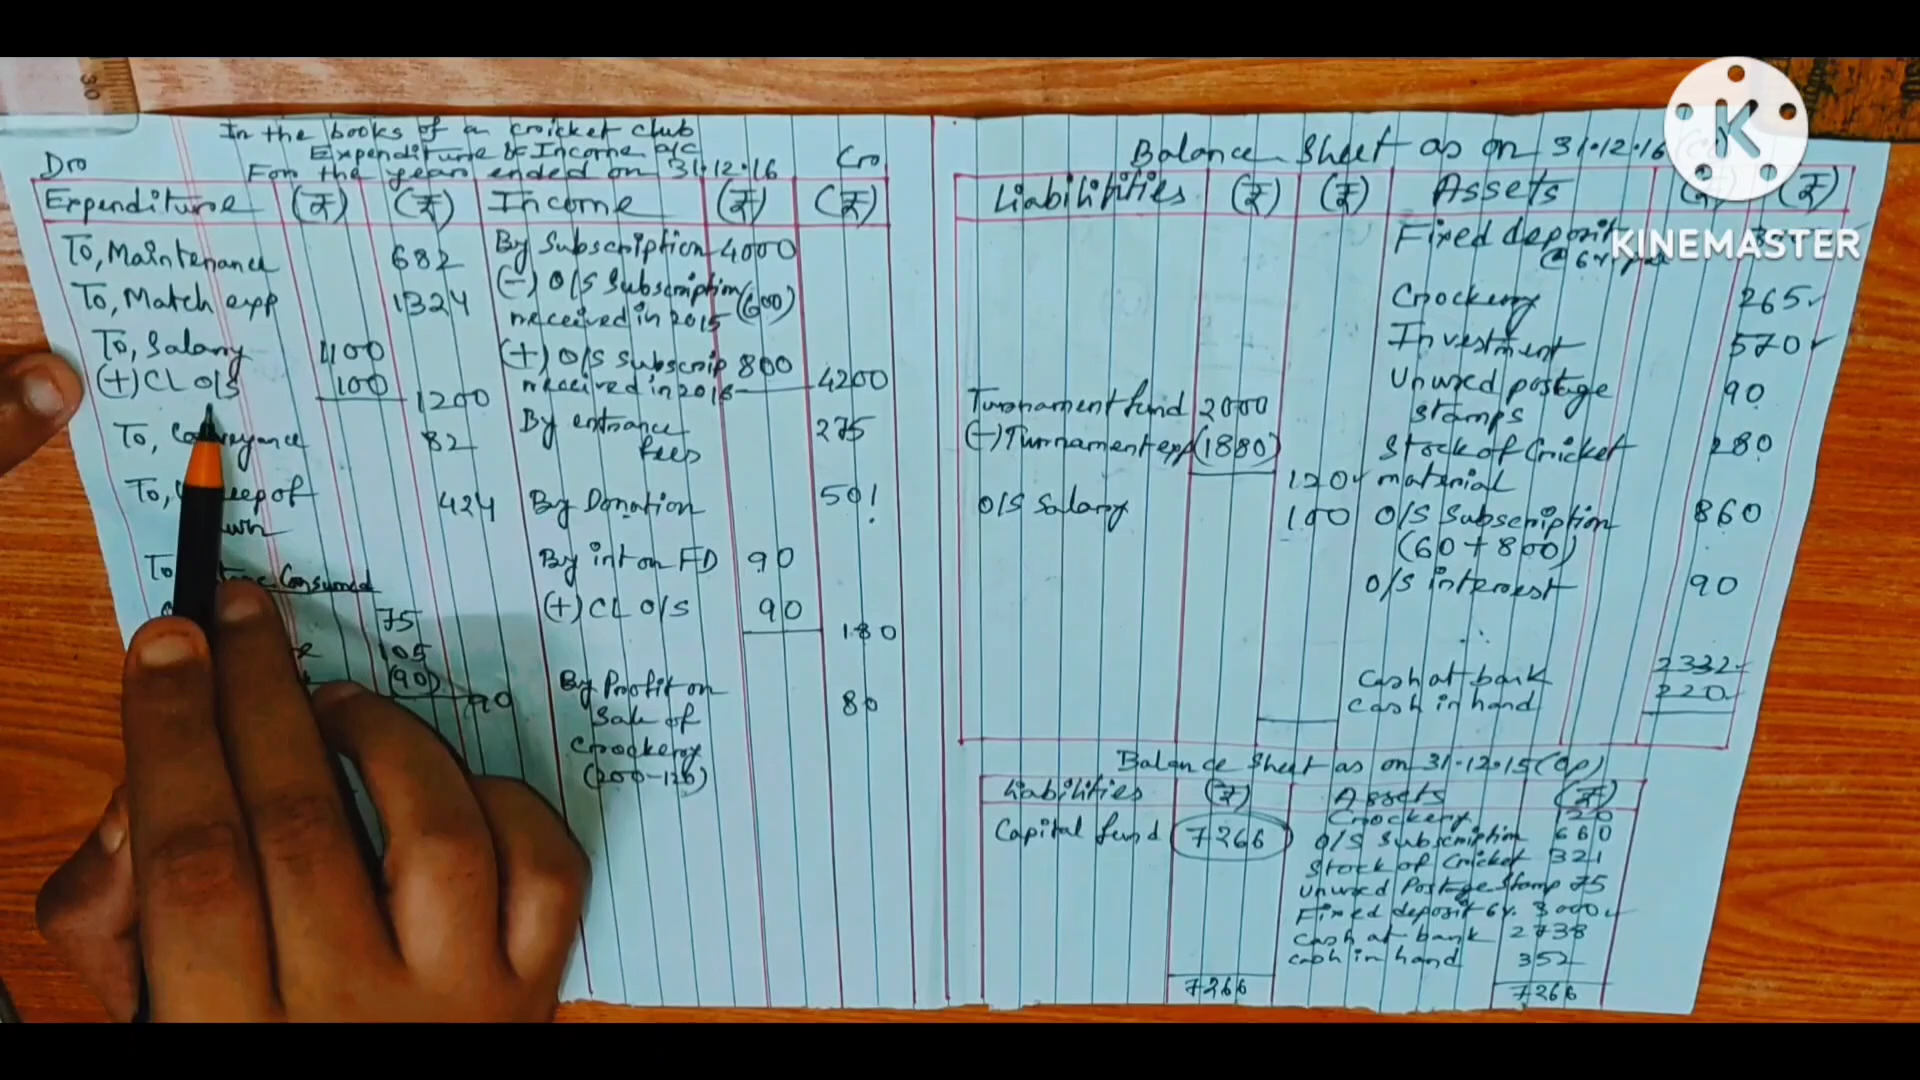 In the books of a cricket club
Expenditure & Income a/c
Dr For the year ended on 31.12.16 Cr
Expenditure (₹) (₹) Income (₹) (₹)
To, Maintenance 682 By Subscription 4000
To, Match exp 1324 (-) O/S Subscription (600)
received in 2015
To, Salary 1100 (+) O/S Subscrip 800
(+) CL O/S 100 1200 received in 2016 4200
To, Conveyance 82 By entrance 275
fees
To, of 424 By Donation 501
To Consumed By int on FD 90
75 (+) CL O/S 90
105 180
(90) 90 By Profit on 80
Sale of
Crockery
(200-120)
Balance Sheet as on 31.12.16
Liabilities (₹) (₹) Assets (₹) (₹)
Fixed deposit
@ 6%
Crockery 265
Investment 570
Unused postage 90
stamps
Turnament fund 2000
(-) Turnament exp (1880) Stock of Cricket 280
120 material
O/S Salary 100 O/S Subscription 860
(60 + 800)
O/S interest 90
Cash at bank 2332
Cash in hand 220
Balance Sheet as on 31.12.15 (Op)
Liabilities (₹) Assets (₹)
Capital fund 7266 Crockery 120
O/S Subscription 660
Stock of Cricket 321
Unused Postage Stamp 75
Fixed deposit 6% 3000
Cash at bank 2738
Cash in hand 352
7266 7266
30
K
KINEMASTER